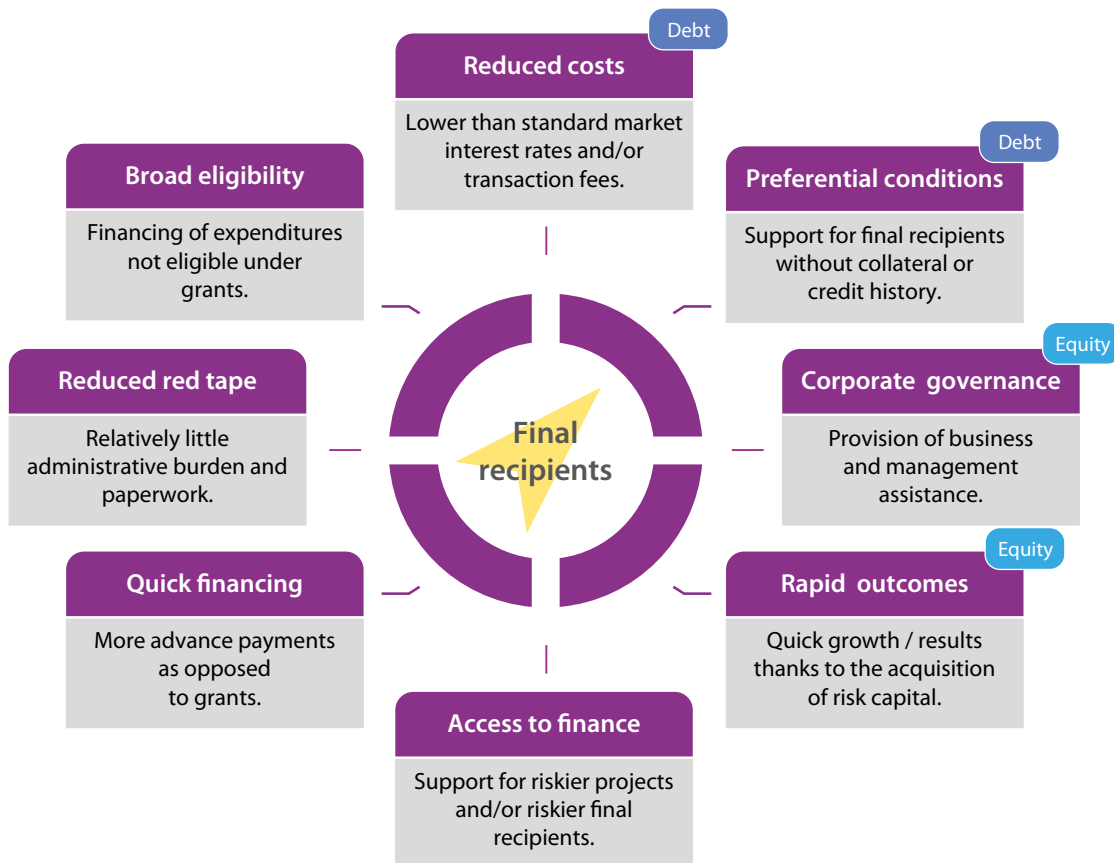 Debt
Reduced costs
Lower than standard market
interest rates and/or
transaction fees.
Debt
Preferential conditions
Support for final recipients
without collateral or
credit history.
Equity
Corporate governance
Provision of business
and management
assistance.
Equity
Rapid outcomes
Quick growth / results
thanks to the acquisition
of risk capital.
Access to finance
Support for riskier projects
and/or riskier final
recipients.
Quick financing
More advance payments
as opposed
to grants.
Reduced red tape
Relatively little
administrative burden and
paperwork.
Broad eligibility
Financing of expenditures
not eligible under
grants.
Final
recipients